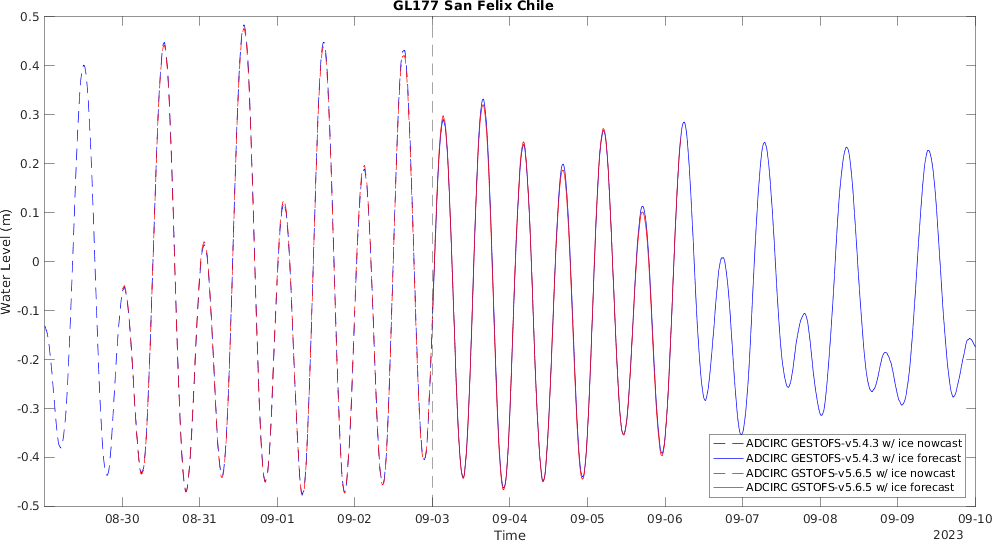 GL177 San Felix Chile
0.5
0.4
0.3
0.2
0.1
0
-0.1
-0.2
-0.3
-0.4
-0.5
Water Level (m)
ADCIRC GESTOFS-v5.4.3 w/ ice nowcast
ADCIRC GESTOFS-v5.4.3 w/ ice forecast
ADCIRC GSTOFS-v5.6.5 w/ ice nowcast
ADCIRC GSTOFS-v5.6.5 w/ ice forecast
08-30 08-31 09-01 09-02 09-03 09-04 09-05 09-06 09-07 09-08 09-09 09-10
Time
2023